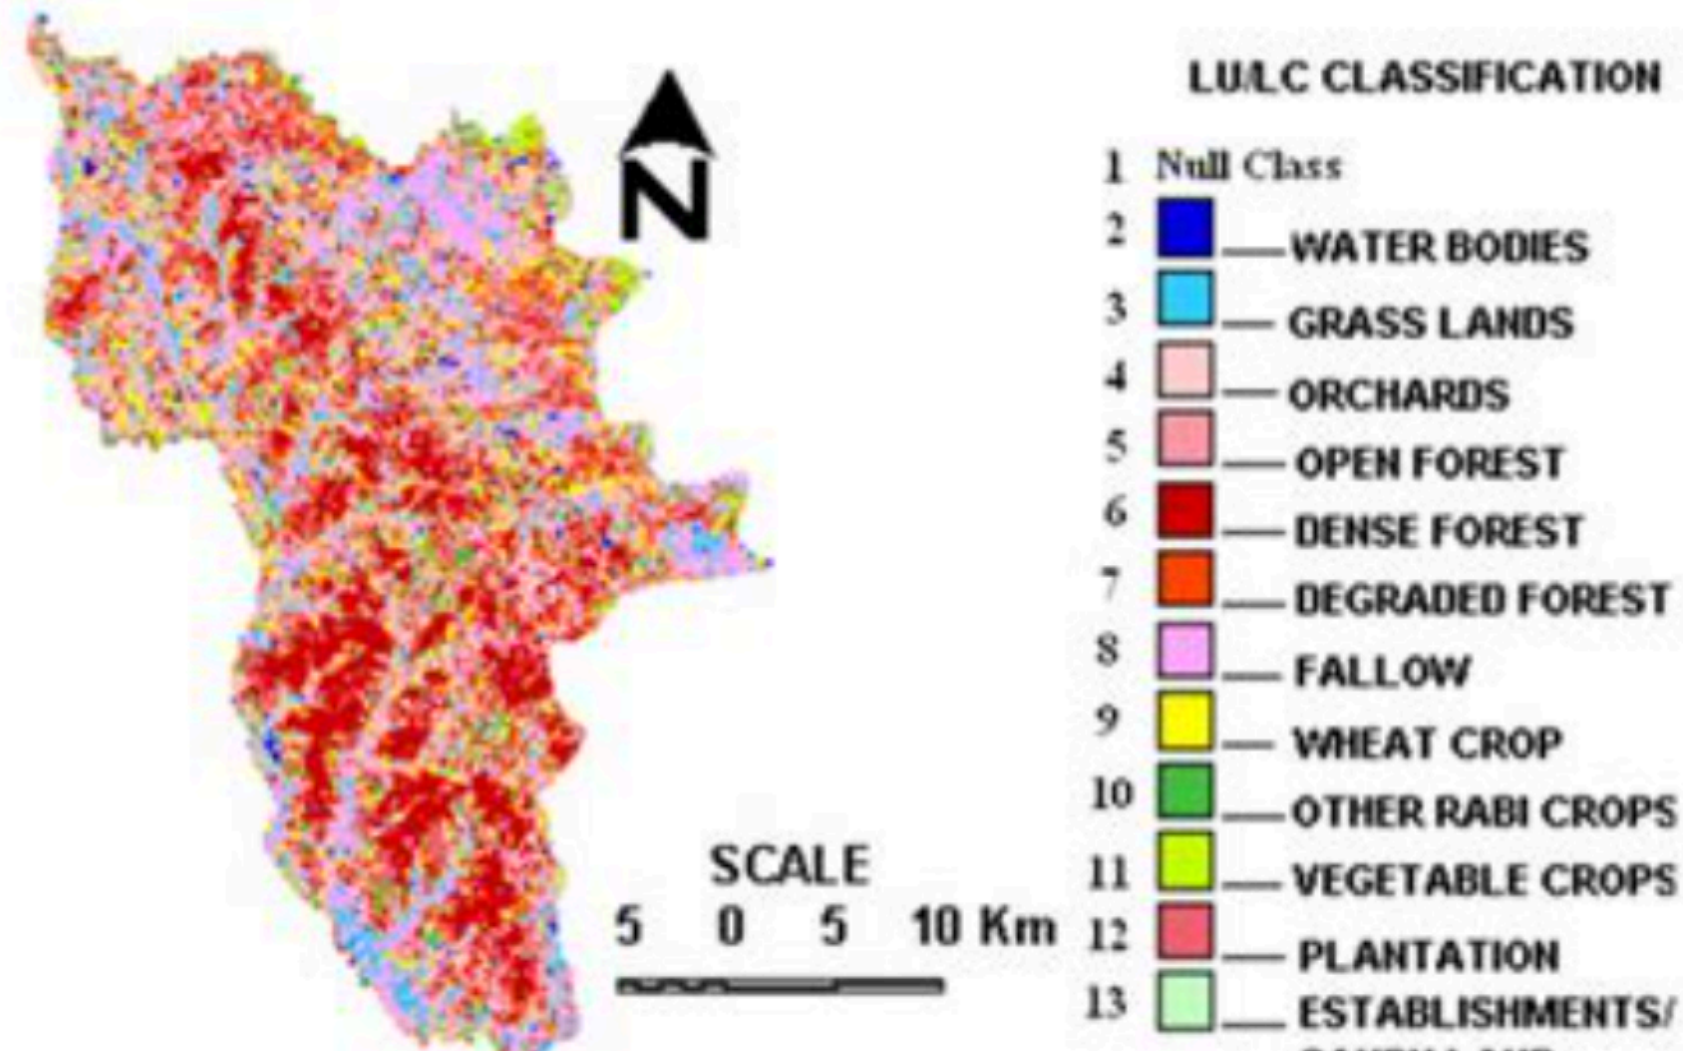 LU/LC CLASSIFICATION
N
1 Null Class
2 WATER BODIES
3 GRASS LANDS
4 ORCHARDS
5 OPEN FOREST
6 DENSE FOREST
7 DEGRADED FOREST
8 FALLOW
9 WHEAT CROP
10 OTHER RABI CROPS
11 VEGETABLE CROPS
12 PLANTATION
13 ESTABLISHMENTS/
SCALE
5 0 5 10 Km